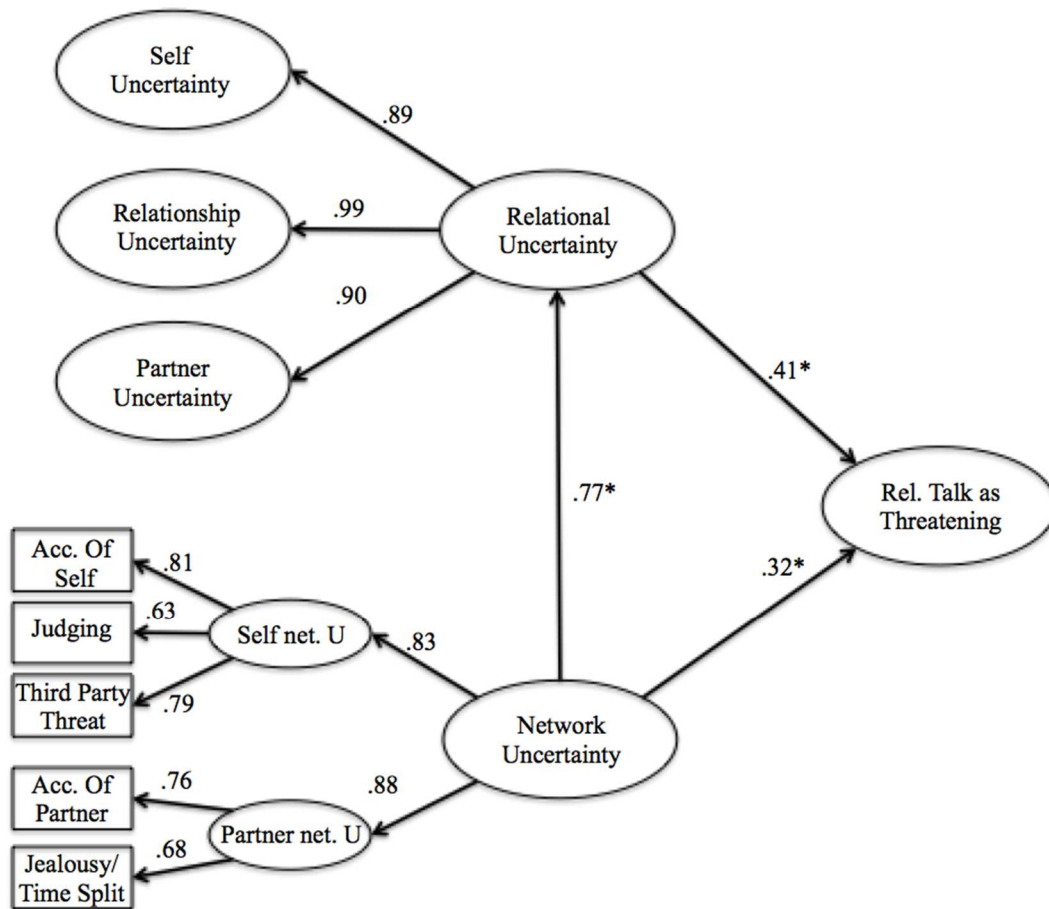 Self
Uncertainty
.89
Relationship
Uncertainty
.99
Relational
Uncertainty
.90
Partner
Uncertainty
.41*
.77*
Rel. Talk as
Threatening
.32*
Acc. Of
Self
.81
Judging
.63
Self net. U
.83
Third Party
Threat
.79
Network
Uncertainty
Acc. Of
Partner
.76
.88
Partner net. U
Jealousy/
Time Split
.68